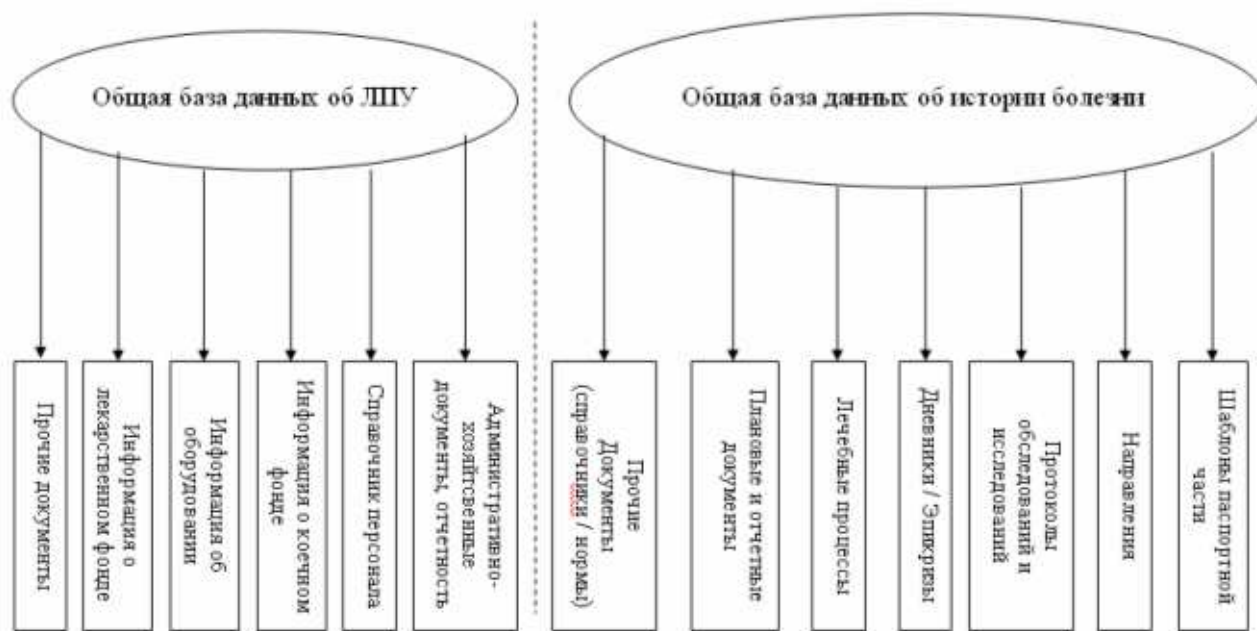 Общая база данных об ЛПУ
Общая база данных об истории болезни
Прочие документы
Информация о
лекарственном фонде
Информация об
оборудовании
Информация о коечном
фонде
Справочник персонала
Административно-
хозяйтсвенные
документы, отчетность
Прочие
Документы
(справочники / нормы)
Плановые и отчетные
документы
Лечебные процессы
Дневники / Эпикризы
Протоколы
обследований и
исследований
Направления
Шаблоны паспортной
части